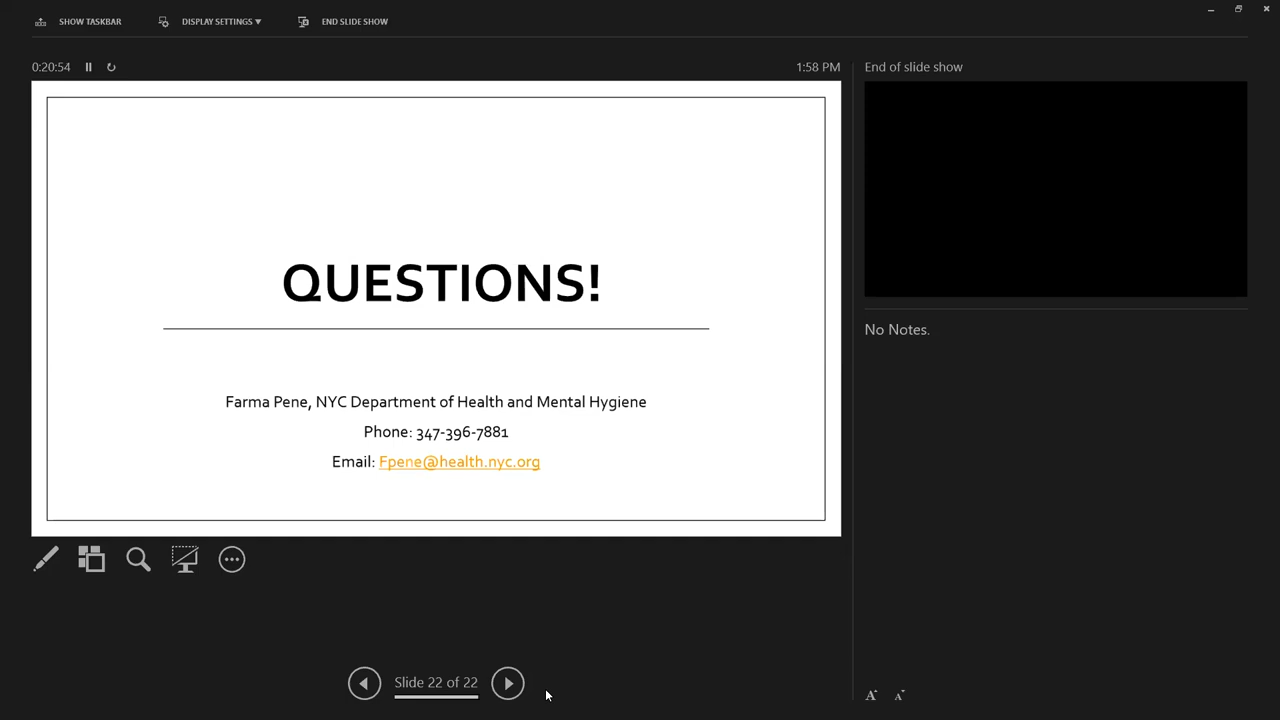 SHOW TASKBAR
DISPLAY SETTINGS ▼
END SLIDE SHOW
0:20:54
1:58 PM
End of slide show
QUESTIONS!
Farma Pene, NYC Department of Health and Mental Hygiene
Phone: 347-396-7881
Email: Fpene@health.nyc.org
No Notes.
Slide 22 of 22
A A